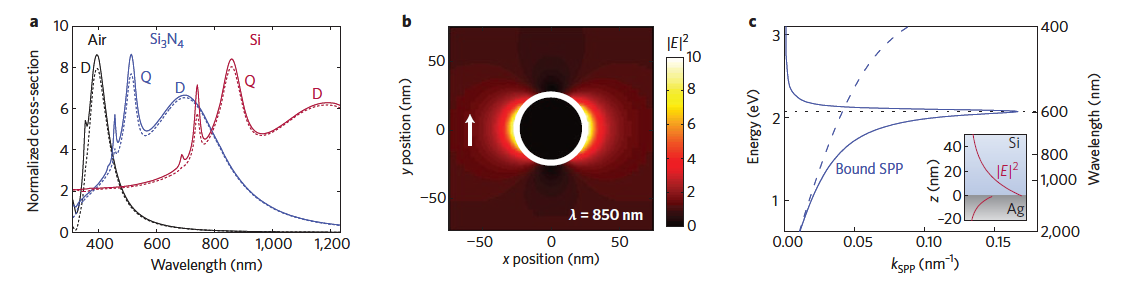 a
10
8
6
4
2
0
Normalized cross-section
Air
Si₃N₄
Si
D
Q
D
Q
D
400
600
800
1,000
1,200
Wavelength (nm)
b
50
0
−50
y position (nm)
λ = 850 nm
−50
0
50
x position (nm)
|E|²
10
8
6
4
2
0
c
3
2
1
Energy (eV)
Bound SPP
400
600
800
1,000
2,000
Wavelength (nm)
0.00
0.05
0.10
0.15
kSPP (nm⁻¹)
40
20
0
−20
z (nm)
Si
|E|²
Ag